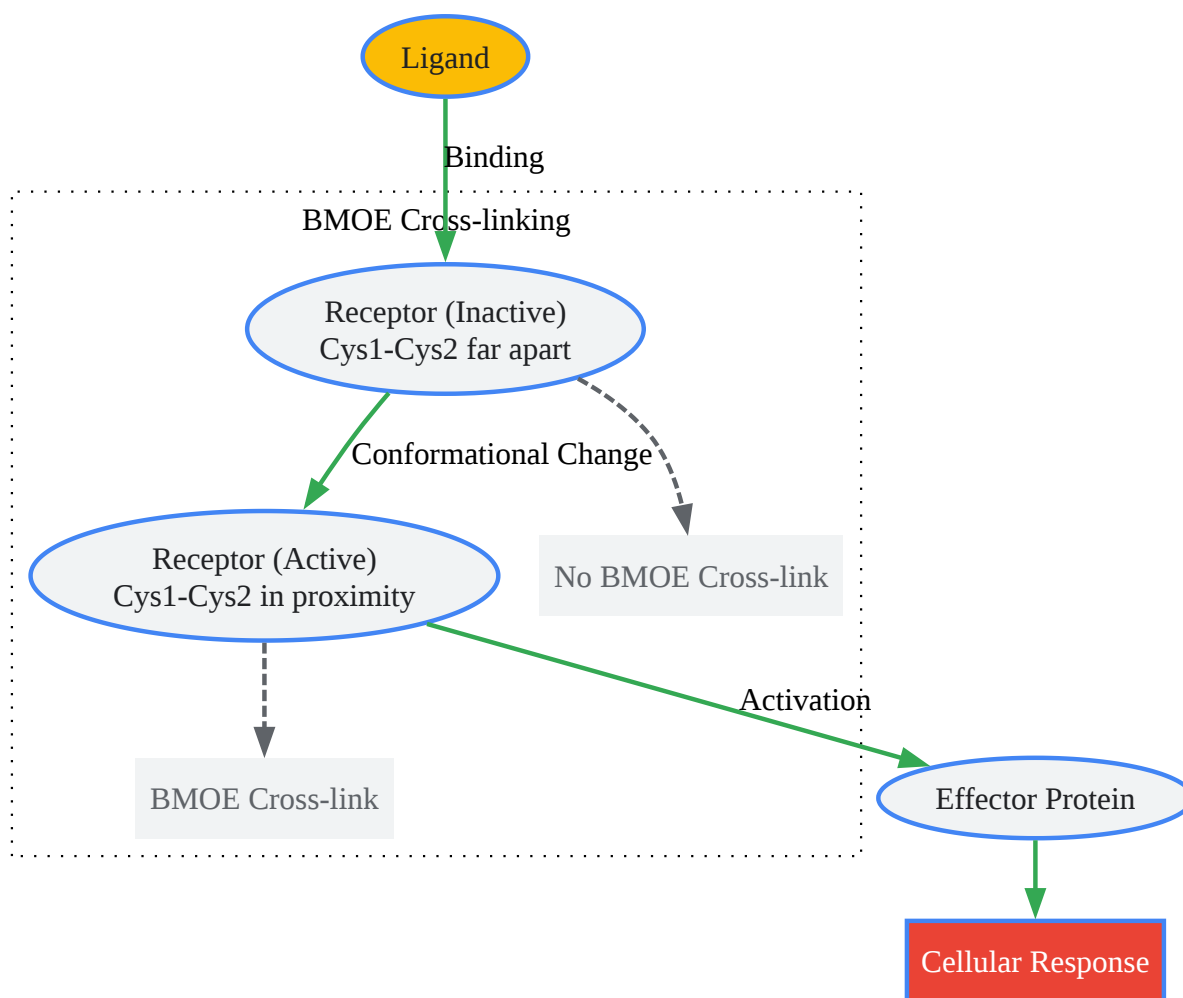 Ligand
Binding
BMOE Cross-linking
Receptor (Inactive)
Cys1-Cys2 far apart
Conformational Change
Receptor (Active)
Cys1-Cys2 in proximity
No BMOE Cross-link
Activation
BMOE Cross-link
Effector Protein
Cellular Response